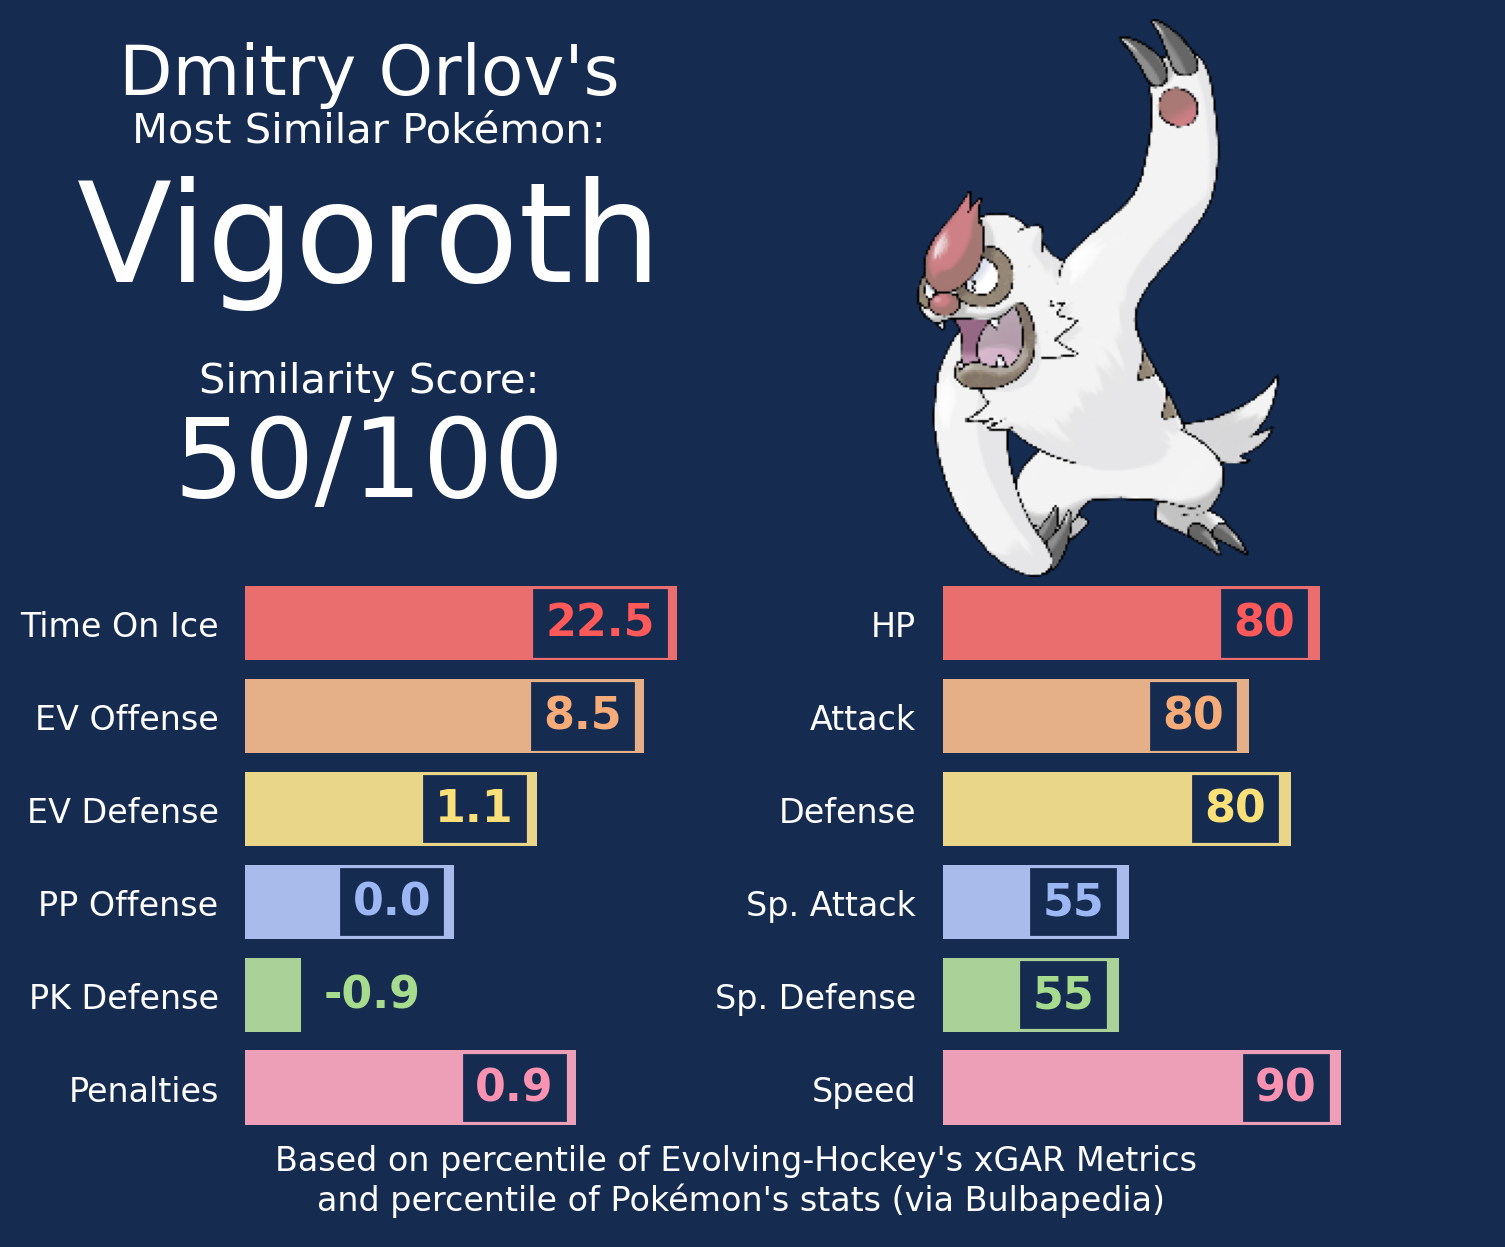 Dmitry Orlov's
Most Similar Pokémon:
Vigoroth
Similarity Score:
50/100
Time On Ice 22.5
EV Offense 8.5
EV Defense 1.1
PP Offense 0.0
PK Defense -0.9
Penalties 0.9
HP 80
Attack 80
Defense 80
Sp. Attack 55
Sp. Defense 55
Speed 90
Based on percentile of Evolving-Hockey's xGAR Metrics
and percentile of Pokémon's stats (via Bulbapedia)